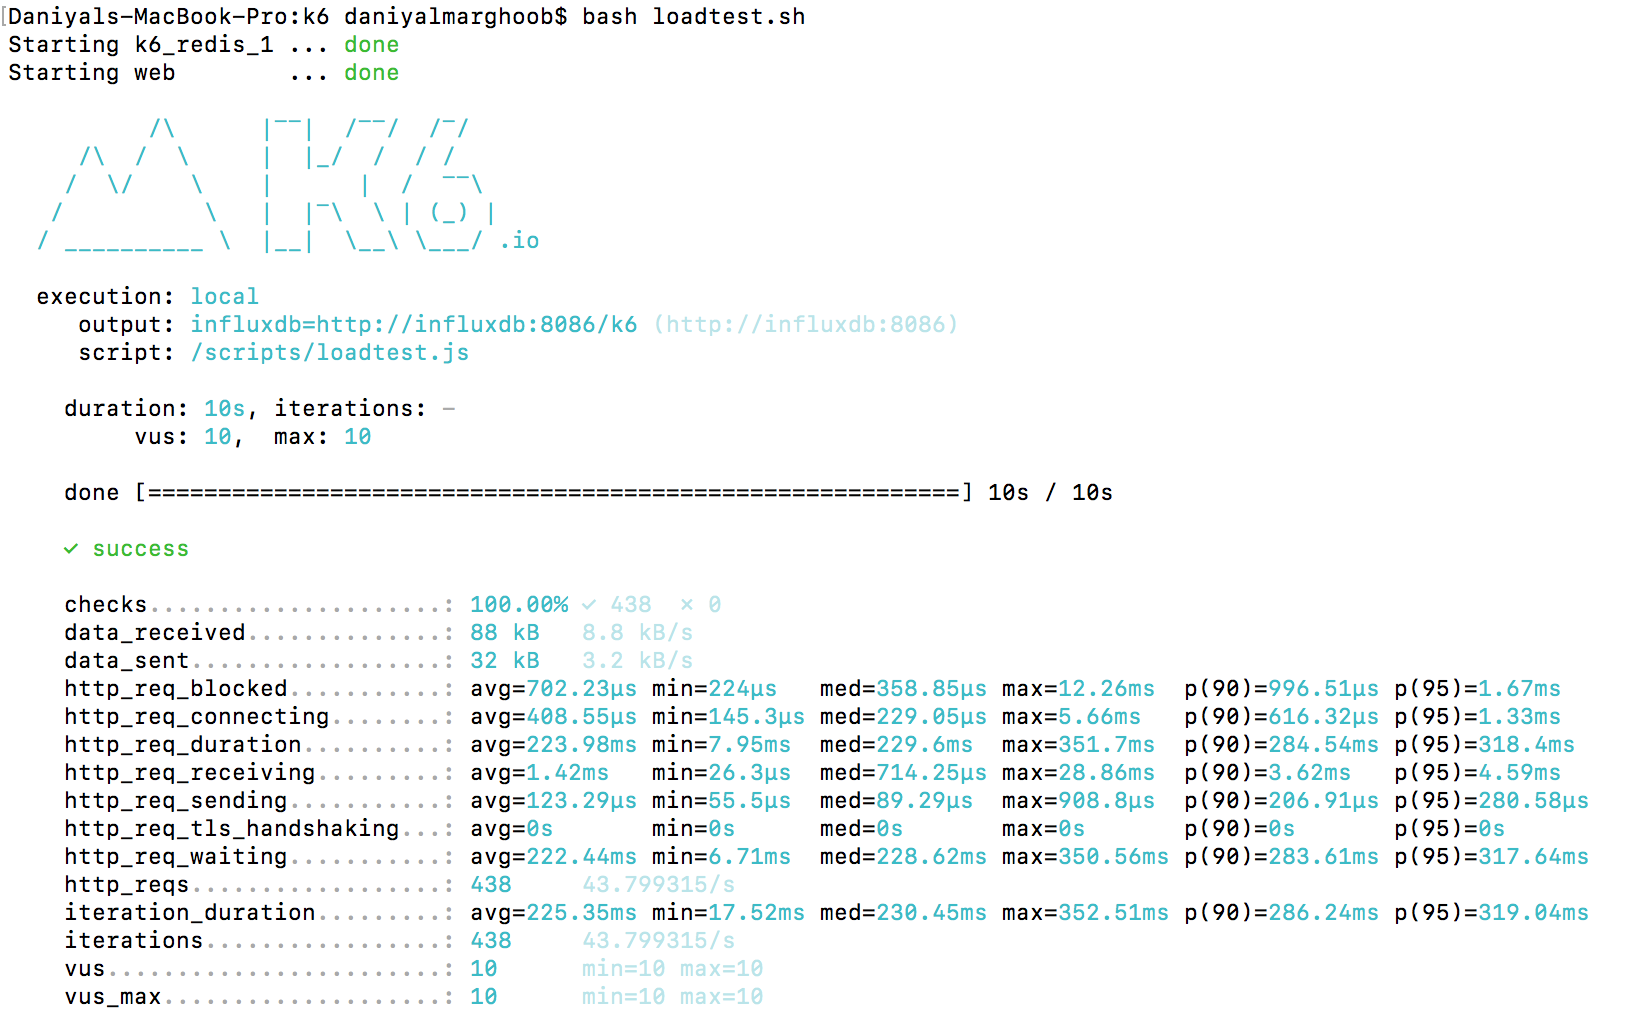 [Daniyals-MacBook-Pro:k6 daniyalmarghoob$ bash loadtest.sh
Starting k6_redis_1 ... done
Starting web        ... done

          /\      |‾‾|  /‾‾/  /‾/
     /\  /  \     |  |_/  /  / /
    /  \/    \    |      |  /  ‾‾\
   /          \   |  |‾\  \ | (_) |
  / __________ \  |__|  \__\ \___/ .io

  execution: local
     output: influxdb=http://influxdb:8086/k6 (http://influxdb:8086)
     script: /scripts/loadtest.js

    duration: 10s, iterations: -
         vus: 10,  max: 10

    done [==========================================================] 10s / 10s

    ✓ success

    checks.....................: 100.00% ✓ 438  ✗ 0
    data_received..............: 88 kB   8.8 kB/s
    data_sent..................: 32 kB   3.2 kB/s
    http_req_blocked...........: avg=702.23µs min=224µs   med=358.85µs max=12.26ms  p(90)=996.51µs p(95)=1.67ms
    http_req_connecting........: avg=408.55µs min=145.3µs med=229.05µs max=5.66ms   p(90)=616.32µs p(95)=1.33ms
    http_req_duration..........: avg=223.98ms min=7.95ms  med=229.6ms  max=351.7ms  p(90)=284.54ms p(95)=318.4ms
    http_req_receiving.........: avg=1.42ms   min=26.3µs  med=714.25µs max=28.86ms  p(90)=3.62ms   p(95)=4.59ms
    http_req_sending...........: avg=123.29µs min=55.5µs  med=89.29µs  max=908.8µs  p(90)=206.91µs p(95)=280.58µs
    http_req_tls_handshaking...: avg=0s       min=0s      med=0s       max=0s       p(90)=0s       p(95)=0s
    http_req_waiting...........: avg=222.44ms min=6.71ms  med=228.62ms max=350.56ms p(90)=283.61ms p(95)=317.64ms
    http_reqs..................: 438     43.799315/s
    iteration_duration.........: avg=225.35ms min=17.52ms med=230.45ms max=352.51ms p(90)=286.24ms p(95)=319.04ms
    iterations.................: 438     43.799315/s
    vus........................: 10      min=10 max=10
    vus_max....................: 10      min=10 max=10